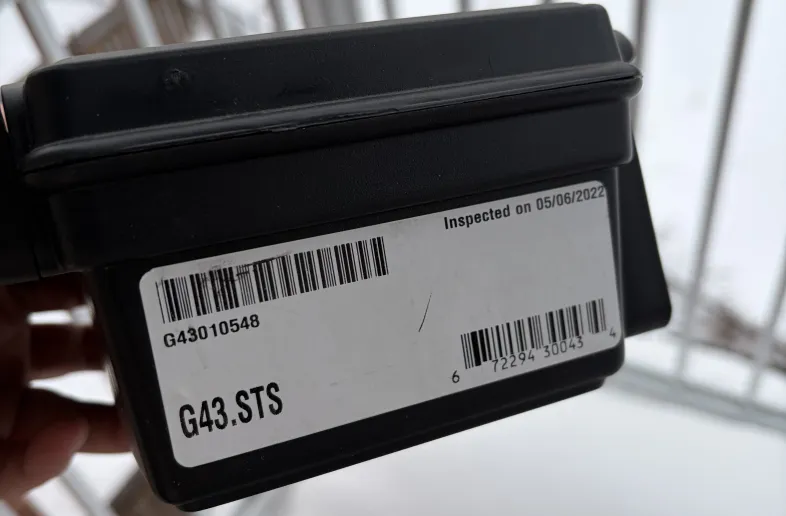 Inspected on 05/06/2022
G43010548
6 72294 30043 4
G43.STS